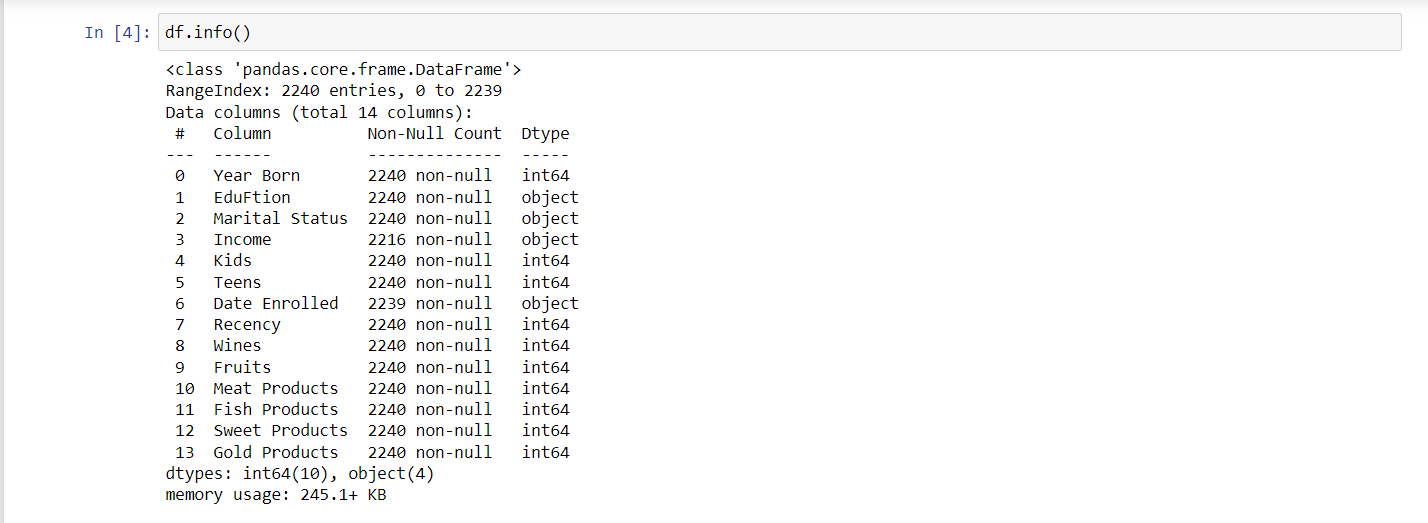 In [4]: df.info()
<class 'pandas.core.frame.DataFrame'>
RangeIndex: 2240 entries, 0 to 2239
Data columns (total 14 columns):
 #   Column           Non-Null Count  Dtype
---  ------           --------------  -----
 0   Year Born        2240 non-null   int64
 1   EduFtion         2240 non-null   object
 2   Marital Status   2240 non-null   object
 3   Income           2216 non-null   object
 4   Kids             2240 non-null   int64
 5   Teens            2240 non-null   int64
 6   Date Enrolled    2239 non-null   object
 7   Recency          2240 non-null   int64
 8   Wines            2240 non-null   int64
 9   Fruits           2240 non-null   int64
 10  Meat Products    2240 non-null   int64
 11  Fish Products    2240 non-null   int64
 12  Sweet Products   2240 non-null   int64
 13  Gold Products    2240 non-null   int64
dtypes: int64(10), object(4)
memory usage: 245.1+ KB